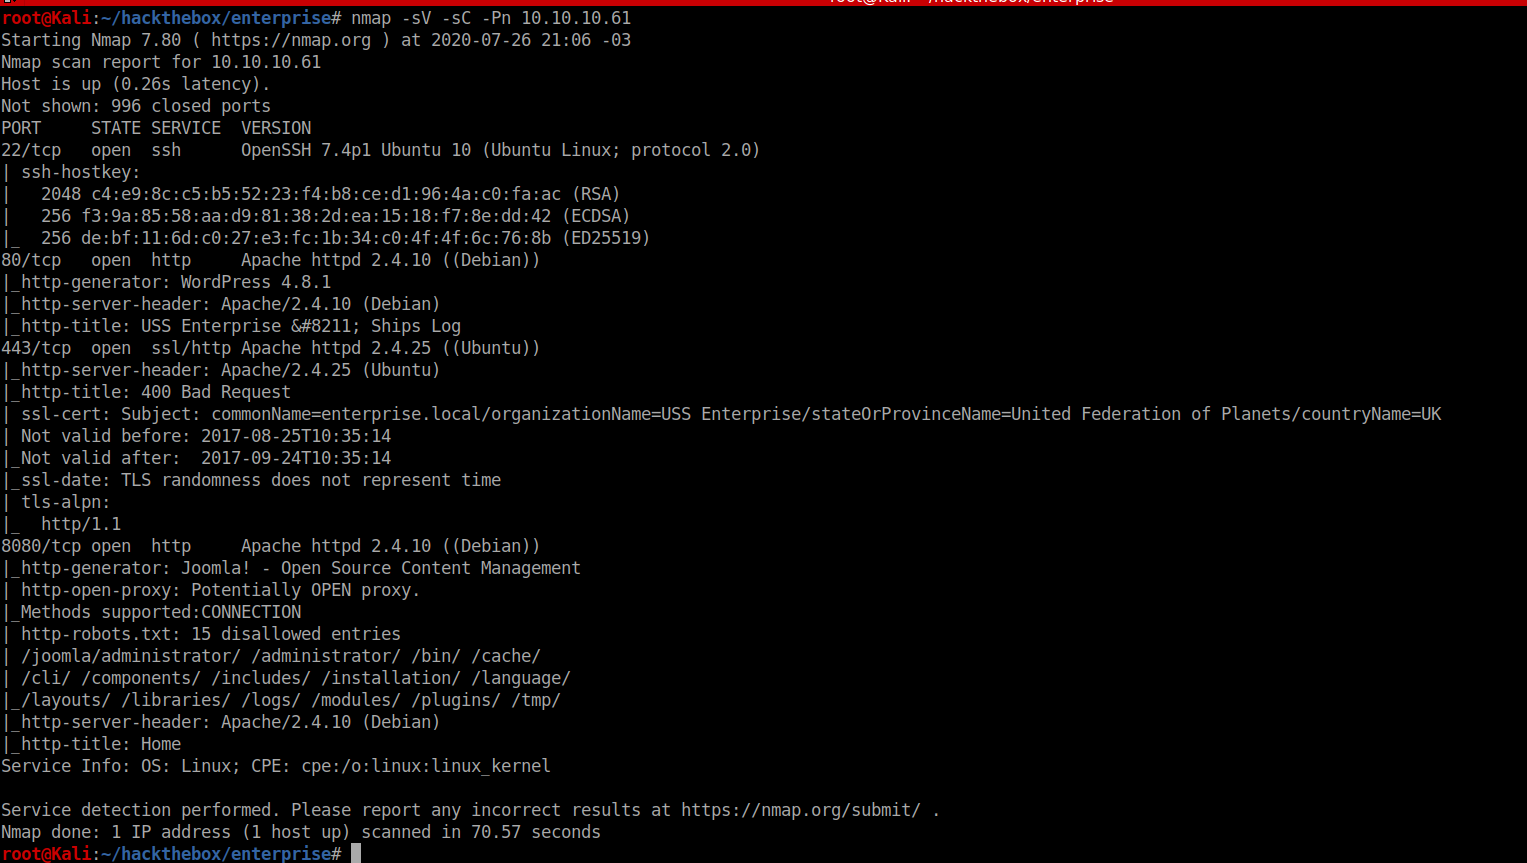 root@Kali: ~/hackthebox/enterprise
root@Kali:~/hackthebox/enterprise# nmap -sV -sC -Pn 10.10.10.61
Starting Nmap 7.80 ( https://nmap.org ) at 2020-07-26 21:06 -03
Nmap scan report for 10.10.10.61
Host is up (0.26s latency).
Not shown: 996 closed ports
PORT     STATE SERVICE  VERSION
22/tcp   open  ssh      OpenSSH 7.4p1 Ubuntu 10 (Ubuntu Linux; protocol 2.0)
| ssh-hostkey:
|   2048 c4:e9:8c:c5:b5:52:23:f4:b8:ce:d1:96:4a:c0:fa:ac (RSA)
|   256 f3:9a:85:58:aa:d9:81:38:2d:ea:15:18:f7:8e:dd:42 (ECDSA)
|_  256 de:bf:11:6d:c0:27:e3:fc:1b:34:c0:4f:4f:6c:76:8b (ED25519)
80/tcp   open  http     Apache httpd 2.4.10 ((Debian))
|_http-generator: WordPress 4.8.1
|_http-server-header: Apache/2.4.10 (Debian)
|_http-title: USS Enterprise &#8211; Ships Log
443/tcp  open  ssl/http Apache httpd 2.4.25 ((Ubuntu))
|_http-server-header: Apache/2.4.25 (Ubuntu)
|_http-title: 400 Bad Request
| ssl-cert: Subject: commonName=enterprise.local/organizationName=USS Enterprise/stateOrProvinceName=United Federation of Planets/countryName=UK
| Not valid before: 2017-08-25T10:35:14
|_Not valid after:  2017-09-24T10:35:14
|_ssl-date: TLS randomness does not represent time
| tls-alpn:
|_  http/1.1
8080/tcp open  http     Apache httpd 2.4.10 ((Debian))
|_http-generator: Joomla! - Open Source Content Management
| http-open-proxy: Potentially OPEN proxy.
|_Methods supported:CONNECTION
| http-robots.txt: 15 disallowed entries
| /joomla/administrator/ /administrator/ /bin/ /cache/
| /cli/ /components/ /includes/ /installation/ /language/
|_/layouts/ /libraries/ /logs/ /modules/ /plugins/ /tmp/
|_http-server-header: Apache/2.4.10 (Debian)
|_http-title: Home
Service Info: OS: Linux; CPE: cpe:/o:linux:linux_kernel
Service detection performed. Please report any incorrect results at https://nmap.org/submit/ .
Nmap done: 1 IP address (1 host up) scanned in 70.57 seconds
root@Kali:~/hackthebox/enterprise#